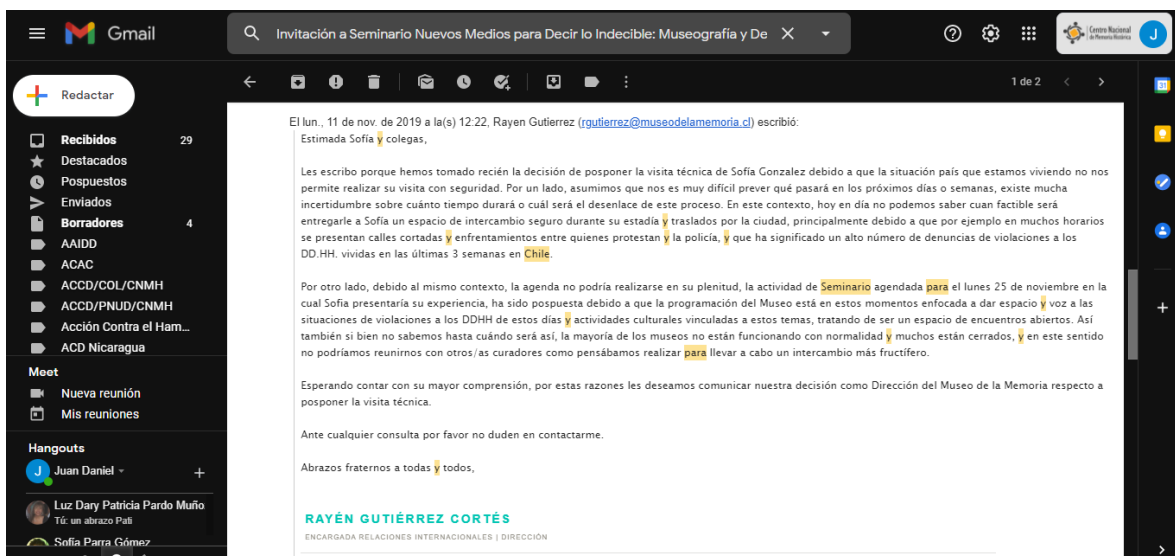 Gmail
Invitación a Seminario Nuevos Medios para Decir lo Indecible: Museografía y De
Centro Nacional
de Memoria Histórica
J
Redactar
1 de 2
31
Recibidos 29
Destacados
Pospuestos
Enviados
Borradores 4
AAIDD
ACAC
ACCD/COL/CNMH
ACCD/PNUD/CNMH
Acción Contra el Ham...
ACD Nicaragua
Meet
Nueva reunión
Mis reuniones
Hangouts
J Juan Daniel
Luz Dary Patricia Pardo Muño
Tú: un abrazo Pati
Sofía Parra Gómez
El lun., 11 de nov. de 2019 a la(s) 12:22, Rayen Gutierrez (rgutierrez@museodelamemoria.cl) escribió:
Estimada Sofía y colegas,
Les escribo porque hemos tomado recién la decisión de posponer la visita técnica de Sofía Gonzalez debido a que la situación país que estamos viviendo no nos
permite realizar su visita con seguridad. Por un lado, asumimos que nos es muy difícil prever qué pasará en los próximos días o semanas, existe mucha
incertidumbre sobre cuánto tiempo durará o cuál será el desenlace de este proceso. En este contexto, hoy en día no podemos saber cuan factible será
entregarle a Sofía un espacio de intercambio seguro durante su estadía y traslados por la ciudad, principalmente debido a que por ejemplo en muchos horarios
se presentan calles cortadas y enfrentamientos entre quienes protestan y la policía, y que ha significado un alto número de denuncias de violaciones a los
DD.HH. vividas en las últimas 3 semanas en Chile.
Por otro lado, debido al mismo contexto, la agenda no podría realizarse en su plenitud, la actividad de Seminario agendada para el lunes 25 de noviembre en la
cual Sofia presentaría su experiencia, ha sido pospuesta debido a que la programación del Museo está en estos momentos enfocada a dar espacio y voz a las
situaciones de violaciones a los DDHH de estos días y actividades culturales vinculadas a estos temas, tratando de ser un espacio de encuentros abiertos. Así
también si bien no sabemos hasta cuándo será así, la mayoría de los museos no están funcionando con normalidad y muchos están cerrados, y en este sentido
no podríamos reunirnos con otros/as curadores como pensábamos realizar para llevar a cabo un intercambio más fructífero.
Esperando contar con su mayor comprensión, por estas razones les deseamos comunicar nuestra decisión como Dirección del Museo de la Memoria respecto a
posponer la visita técnica.
Ante cualquier consulta por favor no duden en contactarme.
Abrazos fraternos a todas y todos,
RAYÉN GUTIÉRREZ CORTÉS
ENCARGADA RELACIONES INTERNACIONALES | DIRECCIÓN